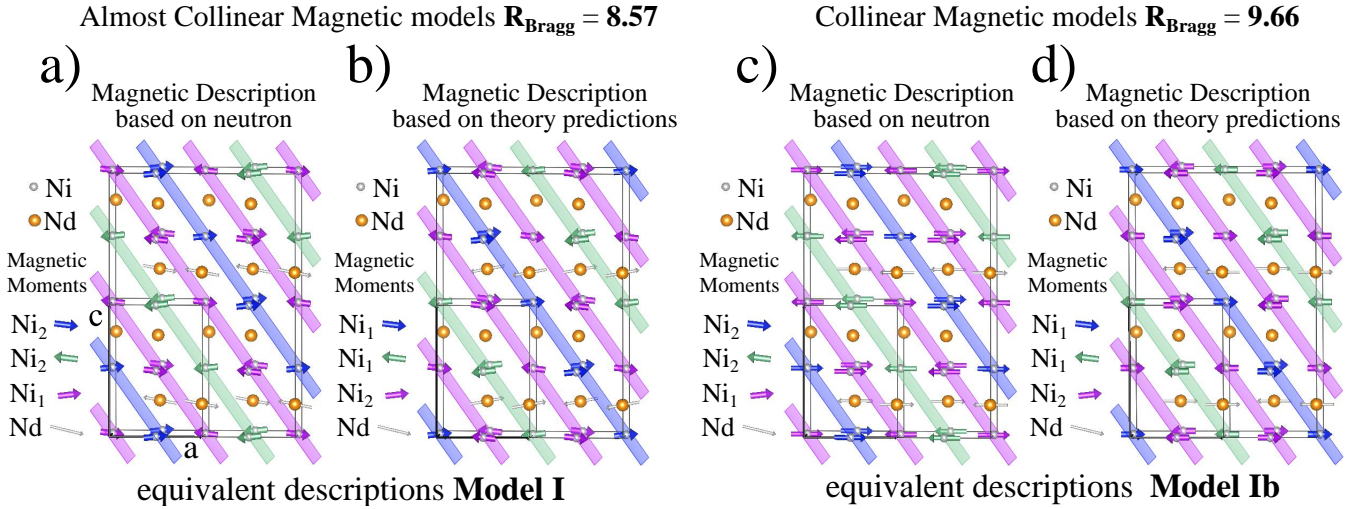 Almost Collinear Magnetic models R_Bragg = 8.57
Collinear Magnetic models R_Bragg = 9.66
a)
Magnetic Description
based on neutron
b)
Magnetic Description
based on theory predictions
c)
Magnetic Description
based on neutron
d)
Magnetic Description
based on theory predictions
Ni
Nd
Magnetic
Moments
Ni2
Ni2
Ni1
Nd
c
a
Ni
Nd
Magnetic
Moments
Ni1
Ni1
Ni2
Nd
Ni
Nd
Magnetic
Moments
Ni2
Ni2
Ni1
Nd
Ni
Nd
Magnetic
Moments
Ni1
Ni1
Ni2
Nd
equivalent descriptions Model I
equivalent descriptions Model Ib